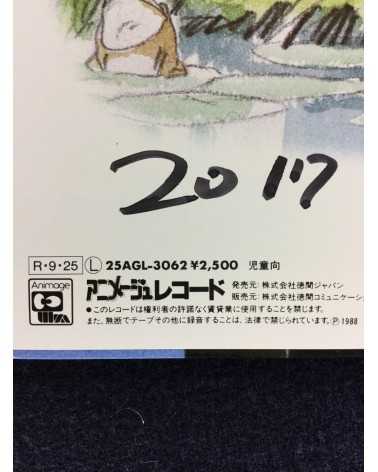 2017
R・9・25 Ⓛ 25AGL-3062 ¥2,500 児童向
Animage アニメージュレコード
発売元：株式会社徳間ジャパン
販売元：株式会社徳間コミュニケーシ
●このレコードは権利者の許諾なく賃貸業に使用することを禁じます。
また、無断でテープその他に録音することは、法律で禁じられています。Ⓟ1988